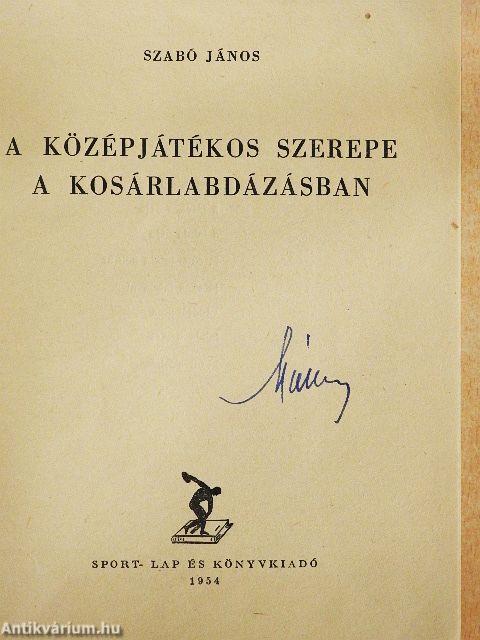 SZABÓ JÁNOS
A KÖZÉPJÁTÉKOS SZEREPE
A KOSÁRLABDÁZÁSBAN
SPORT- LAP ÉS KÖNYVKIADÓ
1954
Antikvárium.hu